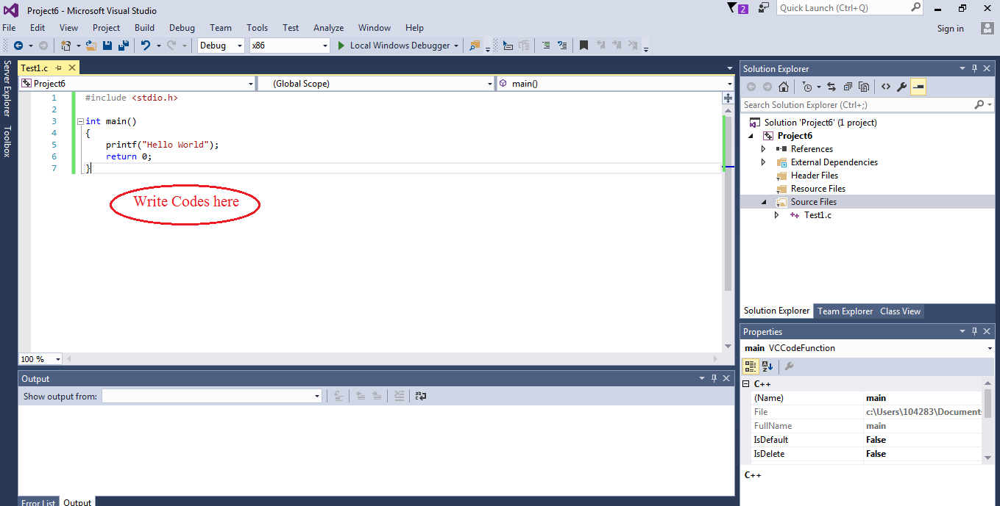 Project6 - Microsoft Visual Studio
2
Quick Launch (Ctrl+Q)
File Edit View Project Build Debug Team Tools Test Analyze Window Help
Sign in
Debug x86 Local Windows Debugger
Server Explorer
Toolbox
Test1.c
Project6 (Global Scope) main()
1 #include <stdio.h>
2
3 int main()
4 {
5 printf("Hello World");
6 return 0;
7 }
Write Codes here
100 %
Output
Show output from:
Error List Output
Solution Explorer
Search Solution Explorer (Ctrl+;)
Solution 'Project6' (1 project)
Project6
References
External Dependencies
Header Files
Resource Files
Source Files
Test1.c
Solution Explorer Team Explorer Class View
Properties
main VCCodeFunction
C++
(Name) main
File c:\Users\104283\Document
FullName main
IsDefault False
IsDelete False
C++